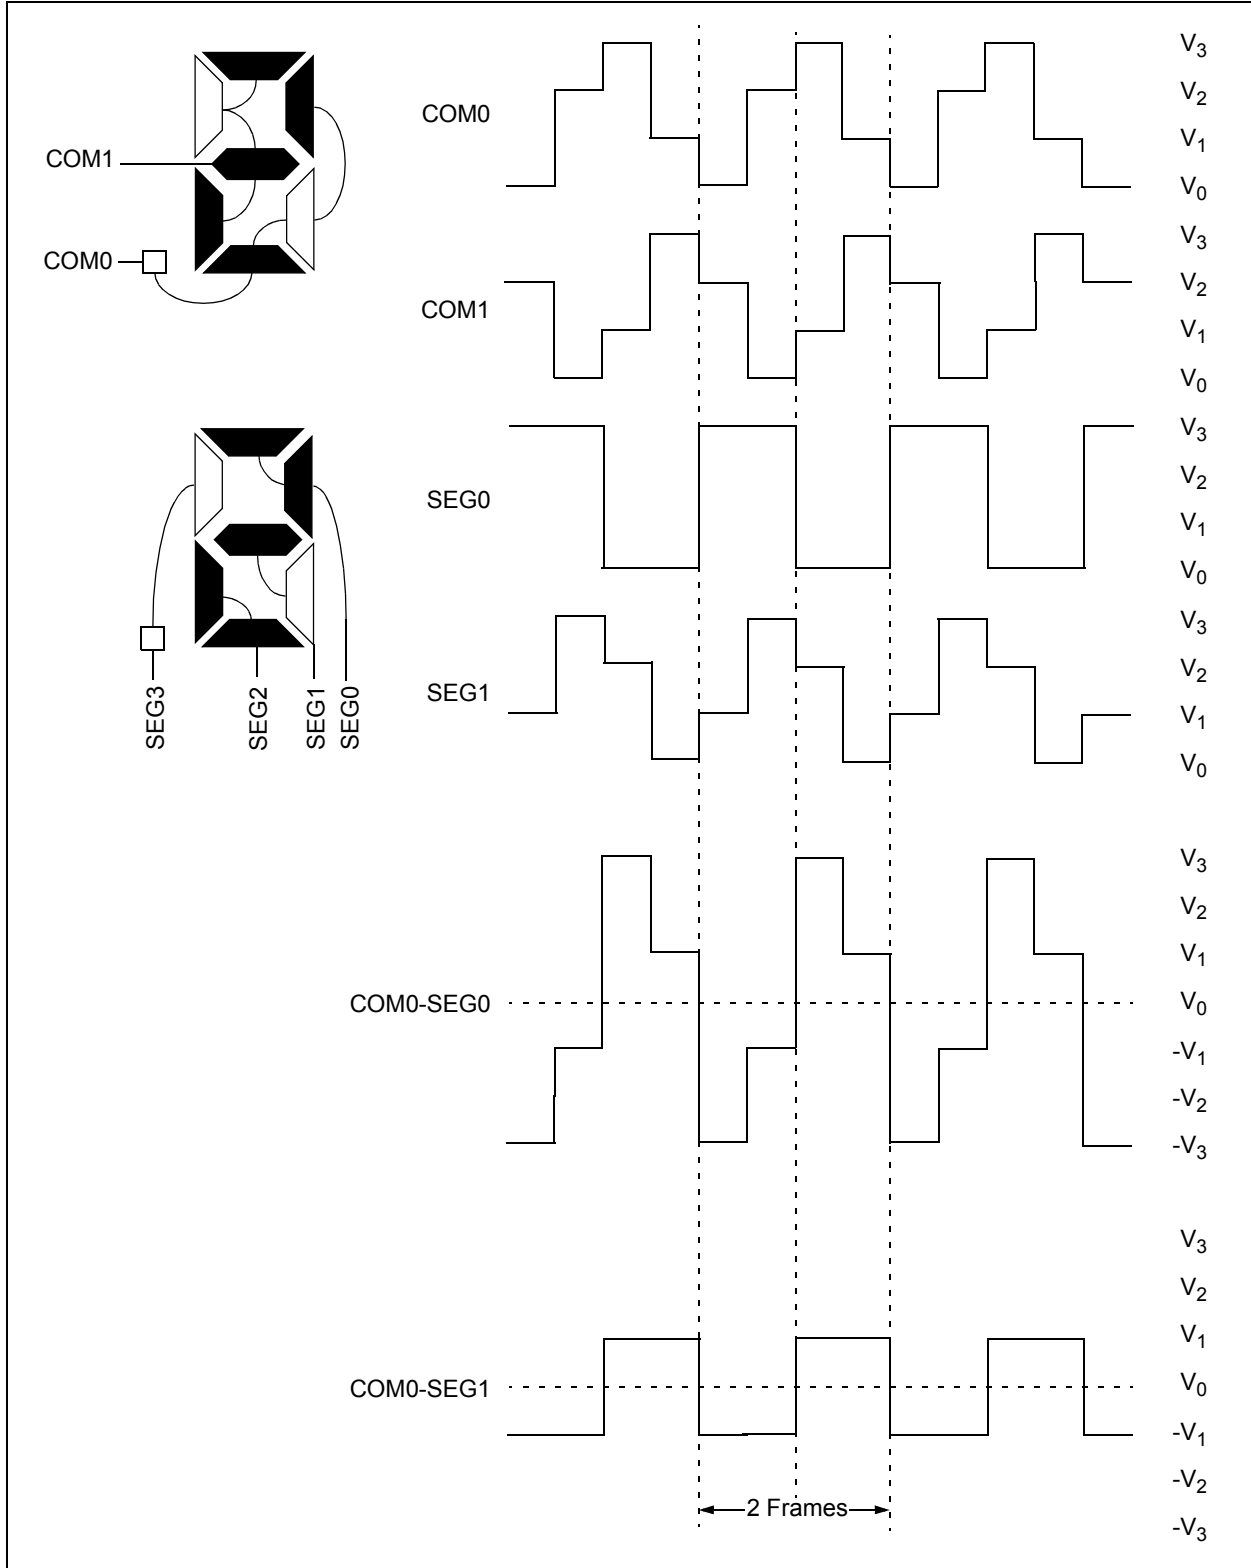 COM1
COM0
SEG3
SEG2
SEG1
SEG0
COM0
V3
V2
V1
V0
COM1
V3
V2
V1
V0
SEG0
V3
V2
V1
V0
SEG1
V3
V2
V1
V0
COM0-SEG0
V3
V2
V1
V0
-V1
-V2
-V3
COM0-SEG1
V3
V2
V1
V0
-V1
-V2
-V3
2 Frames